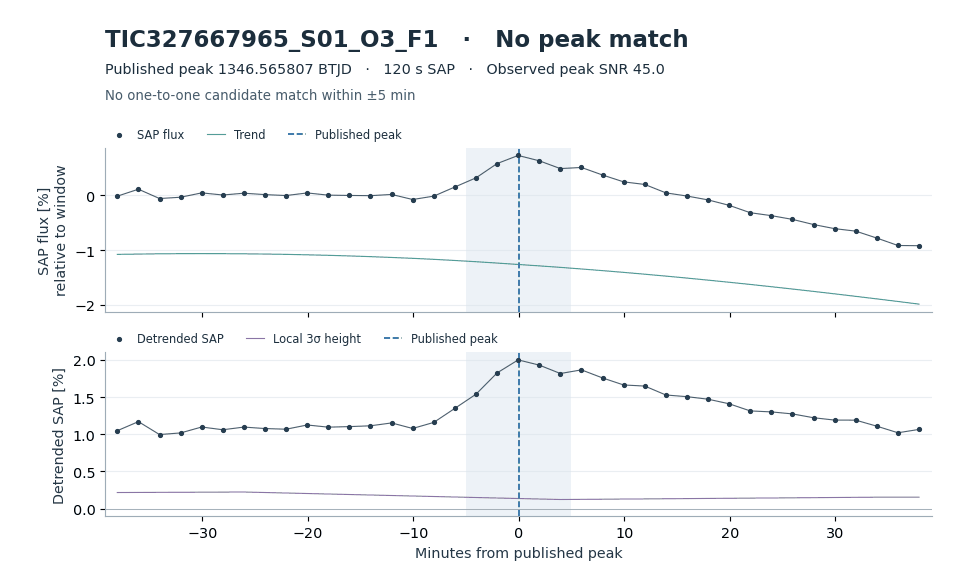 TIC327667965_S01_O3_F1 · No peak match
Published peak 1346.565807 BTJD · 120 s SAP · Observed peak SNR 45.0
No one-to-one candidate match within ±5 min
SAP flux Trend Published peak
SAP flux [%]
relative to window
0
−1
−2
Detrended SAP Local 3σ height Published peak
Detrended SAP [%]
2.0
1.5
1.0
0.5
0.0
−30 −20 −10 0 10 20 30
Minutes from published peak